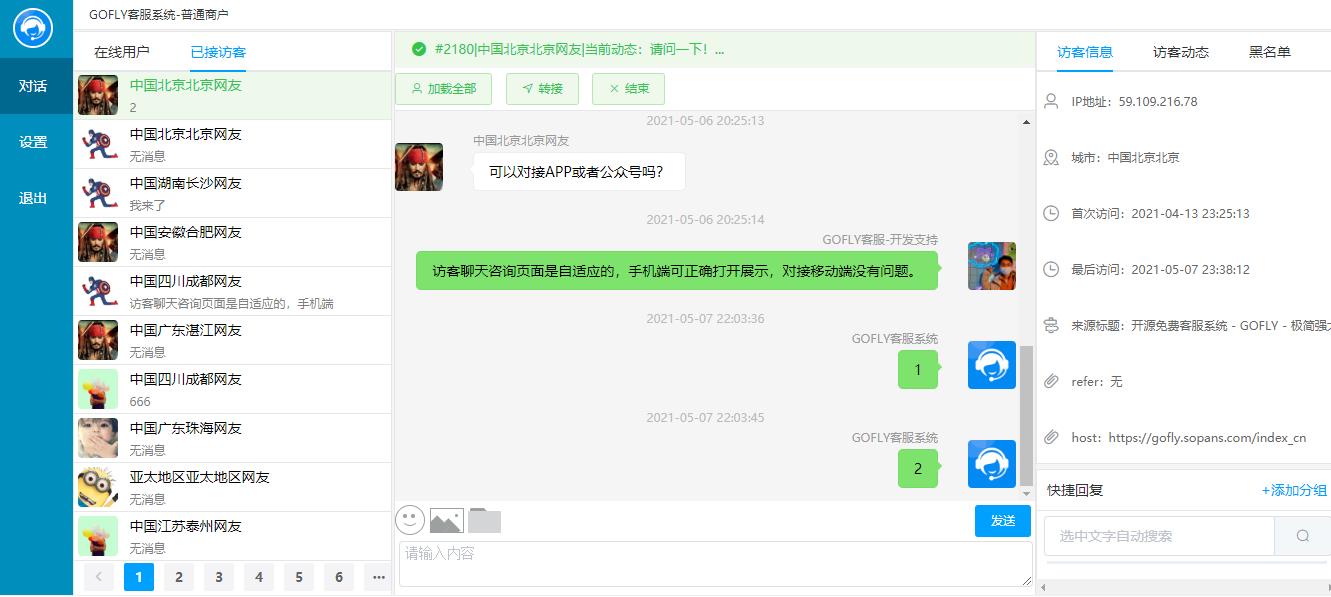 GOFLY客服系统-普通商户
对话
设置
退出
在线用户 已接访客
中国北京北京网友
2
中国北京北京网友
无消息
中国湖南长沙网友
我来了
中国安徽合肥网友
无消息
中国四川成都网友
访客聊天咨询页面是自适应的，手机端
中国广东湛江网友
无消息
中国四川成都网友
666
中国广东珠海网友
无消息
亚太地区亚太地区网友
无消息
中国江苏泰州网友
无消息
< 1 2 3 4 5 6 ···
#2180|中国北京北京网友|当前动态：请问一下！...
加载全部 转接 × 结束
2021-05-06 20:25:13
中国北京北京网友
可以对接APP或者公众号吗？
2021-05-06 20:25:14
GOFLY客服-开发支持
访客聊天咨询页面是自适应的，手机端可正确打开展示，对接移动端没有问题。
2021-05-07 22:03:36
GOFLY客服系统
1
2021-05-07 22:03:45
GOFLY客服系统
2
发送
请输入内容
访客信息 访客动态 黑名单
IP地址：59.109.216.78
城市：中国北京北京
首次访问：2021-04-13 23:25:13
最后访问：2021-05-07 23:38:12
来源标题：开源免费客服系统 - GOFLY - 极简强
refer：无
host：https://gofly.sopans.com/index_cn
快捷回复 +添加分组
选中文字自动搜索